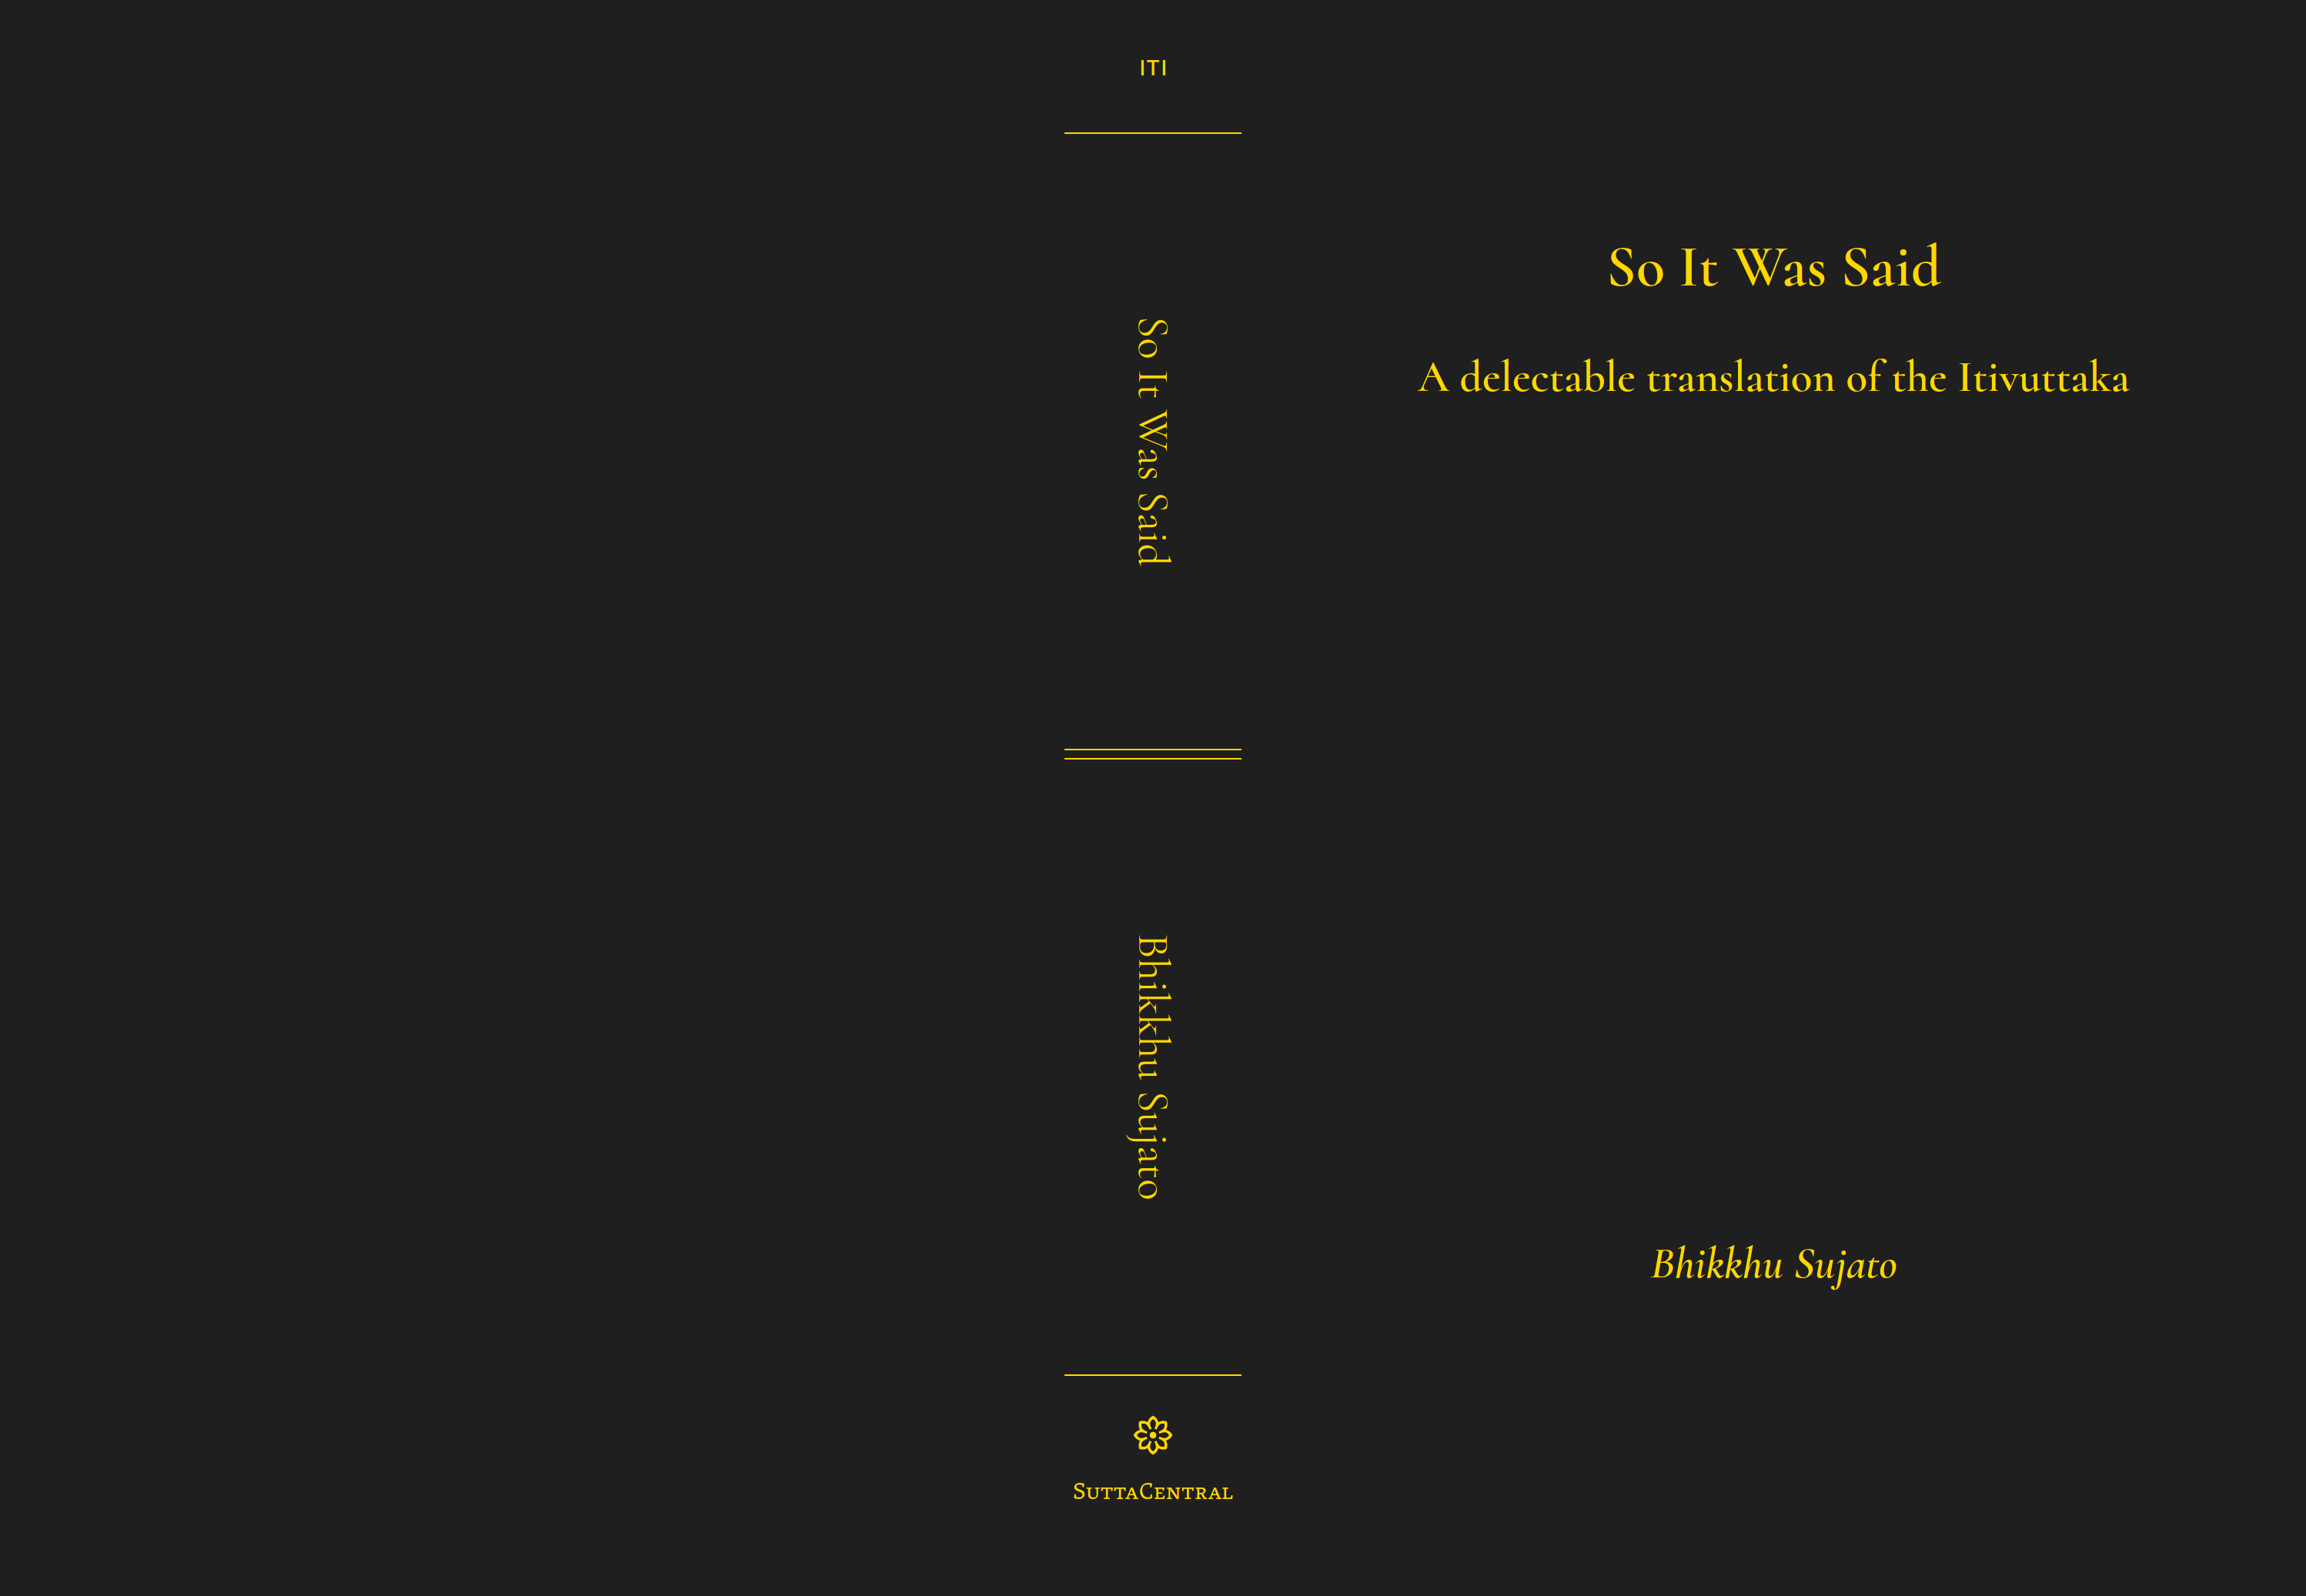 ITI
So It Was Said
Bhikkhu Sujato
SuttaCentral
So It Was Said
A delectable translation of the Itivuttaka
Bhikkhu Sujato